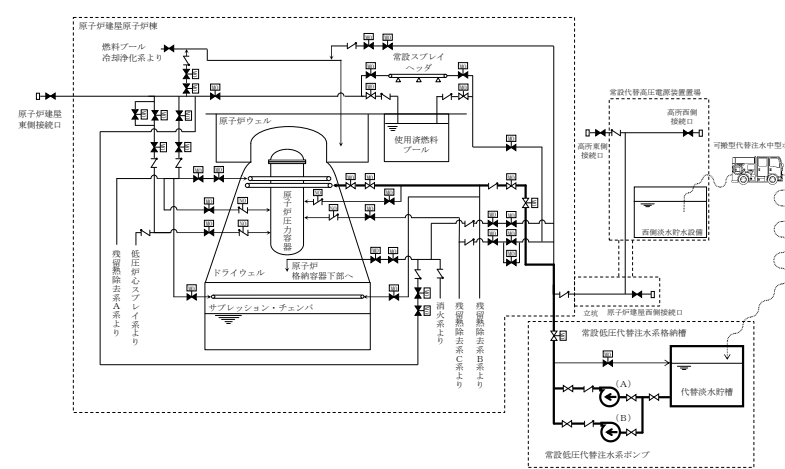 原子炉建屋原子炉棟
燃料プール
冷却浄化系より
常設スプレイ
ヘッダ
原子炉建屋
東側接続口
原子炉ウェル
使用済燃料
プール
常設代替高圧電源装置置場
高所西側
接続口
高所東側
接続口
可搬型代替注水中型ポ
西側淡水貯水設備
原子炉圧力容器
ドライウェル
原子炉
格納容器下部へ
サプレッション・チェンバ
残留熱除去系A系より
低圧炉心スプレイ系より
消火系より
残留熱除去系C系より
残留熱除去系B系より
立坑
原子炉建屋西側接続口
常設低圧代替注水系格納槽
(A)
(B)
代替淡水貯槽
常設低圧代替注水系ポンプ